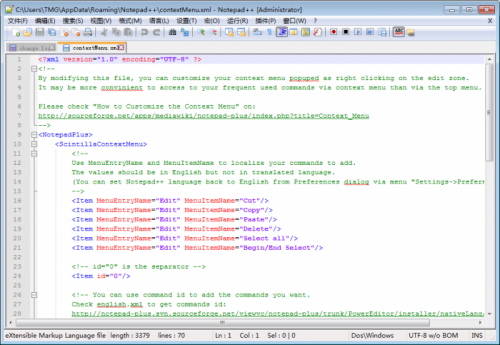 C:\Users\TMG\AppData\Roaming\Notepad++\contextMenu.xml - Notepad++ [Administrator]
文件(F) 编辑(E) 搜索(S) 视图(V) 格式(M) 语言(L) 设置(T) 宏(O) 运行(R) 插件(P) 窗口(W) ? X
change.log contextMenu.xml
1 <?xml version="1.0" encoding="UTF-8" ?>
2 <!--
3 By modifying this file, you can customize your context menu popuped as right clicking on the edit zone.
4 It may be more convinient to access to your frequent used commands via context menu than via the top menu.
5
6 Please check "How to Customize the Context Menu" on:
7 http://sourceforge.net/apps/mediawiki/notepad-plus/index.php?title=Context_Menu
8 -->
9 <NotepadPlus>
10 <ScintillaContextMenu>
11 <!--
12 Use MenuEntryName and MenuItemName to localize your commands to add.
13 The values should be in English but not in translated language.
14 (You can set Notepad++ language back to English from Preferences dialog via menu "Settings->Prefere
15 -->
16 <Item MenuEntryName="Edit" MenuItemName="Cut"/>
17 <Item MenuEntryName="Edit" MenuItemName="Copy"/>
18 <Item MenuEntryName="Edit" MenuItemName="Paste"/>
19 <Item MenuEntryName="Edit" MenuItemName="Delete"/>
20 <Item MenuEntryName="Edit" MenuItemName="Select all"/>
21 <Item MenuEntryName="Edit" MenuItemName="Begin/End Select"/>
22
23 <!-- id="0" is the separator -->
24 <Item id="0"/>
25
26 <!-- You can use command id to add the commands you want.
27 Check english.xml to get commands id:
28 http://notepad-plus.svn.sourceforge.net/viewvc/notepad-plus/trunk/PowerEditor/installer/nativeLang
eXtensible Markup Language file length : 3379 lines : 70 Ln : 1 Col : 1 Sel : 0 | 0 Dos\Windows UTF-8 w/o BOM INS